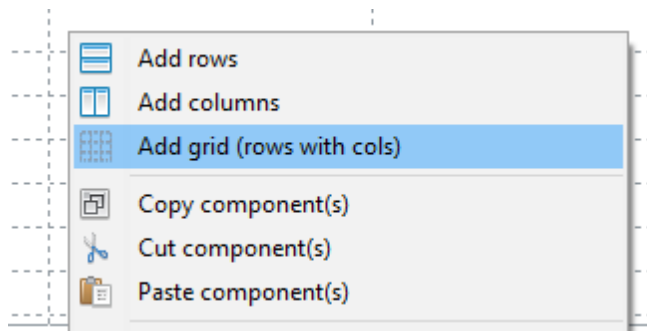 Add rows
Add columns
Add grid (rows with cols)
Copy component(s)
Cut component(s)
Paste component(s)